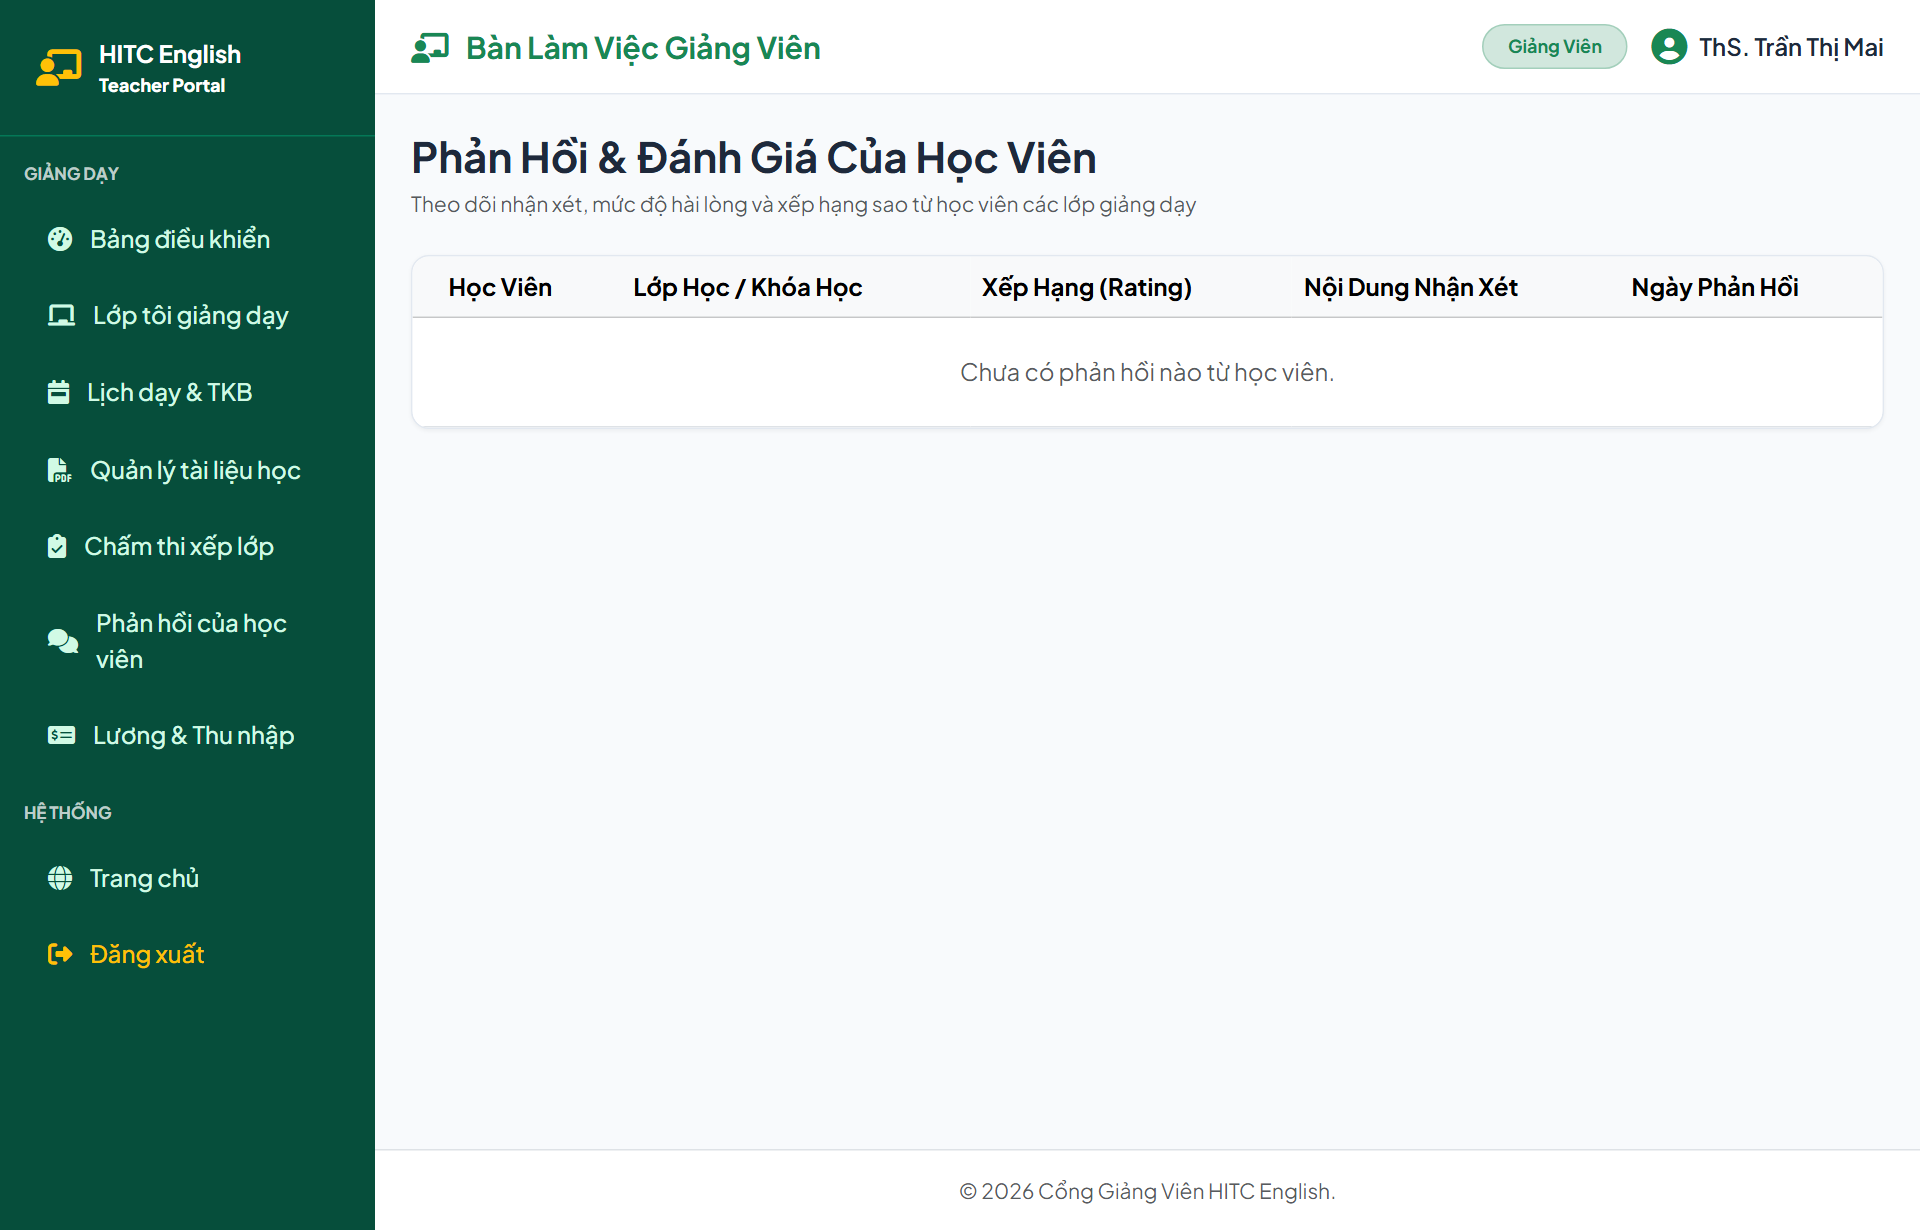 HITC English
Teacher Portal
GIẢNG DẠY
Bảng điều khiển
Lớp tôi giảng dạy
Lịch dạy & TKB
Quản lý tài liệu học
Chấm thi xếp lớp
Phản hồi của học
viên
Lương & Thu nhập
HỆ THỐNG
Trang chủ
Đăng xuất
Bàn Làm Việc Giảng Viên
Giảng Viên
ThS. Trần Thị Mai
Phản Hồi & Đánh Giá Của Học Viên
Theo dõi nhận xét, mức độ hài lòng và xếp hạng sao từ học viên các lớp giảng dạy
Học Viên
Lớp Học / Khóa Học
Xếp Hạng (Rating)
Nội Dung Nhận Xét
Ngày Phản Hồi
Chưa có phản hồi nào từ học viên.
© 2026 Cổng Giảng Viên HITC English.